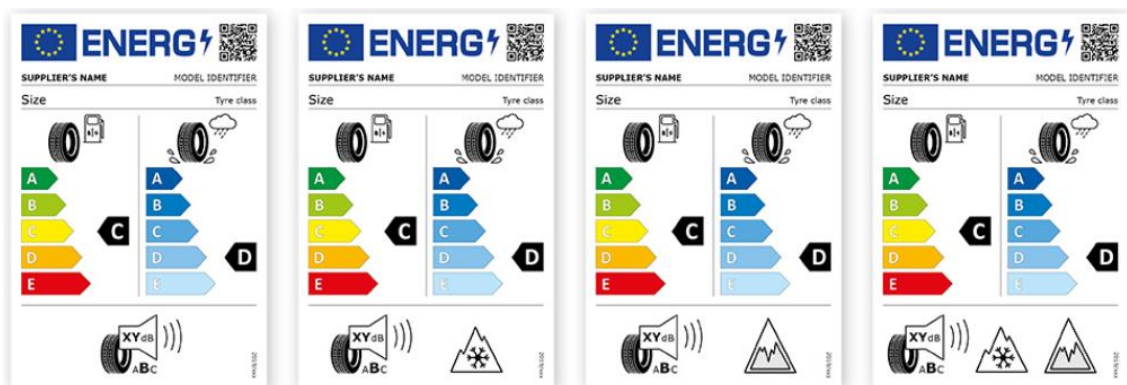 ENERG
SUPPLIER'S NAME MODEL IDENTIFIER
Size Tyre class
A A
B B
C C C
D D D
E E
XYdB
ABC
ENERG
SUPPLIER'S NAME MODEL IDENTIFIER
Size Tyre class
A A
B B
C C C
D D D
E E
XYdB
ABC
ENERG
SUPPLIER'S NAME MODEL IDENTIFIER
Size Tyre class
A A
B B
C C C
D D D
E E
XYdB
ABC
ENERG
SUPPLIER'S NAME MODEL IDENTIFIER
Size Tyre class
A A
B B
C C C
D D D
E E
XYdB
ABC